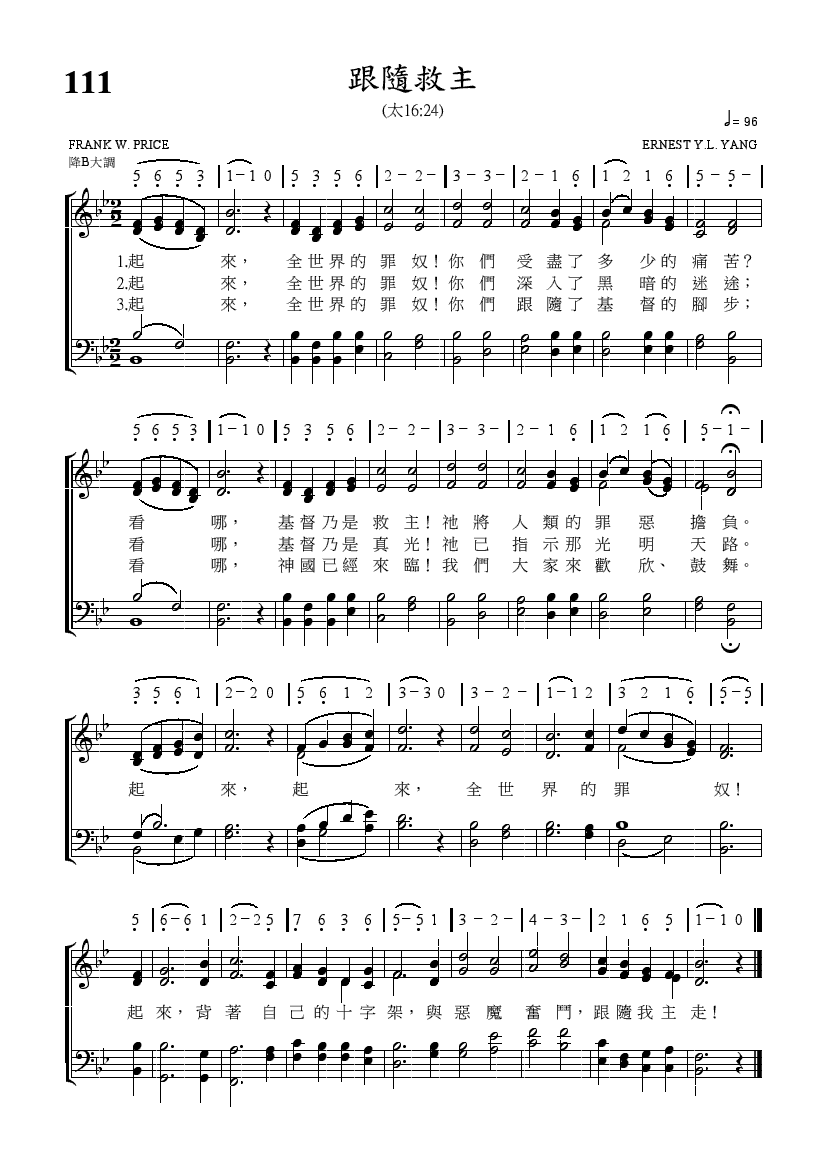 111
跟隨救主
(太16:24)
= 96
FRANK W. PRICE
ERNEST Y.L. YANG
降B大調
5 6 5 3 1-10 5 3 5 6 2-2- 3-3- 2-1 6 1 2 1 6 5-5-
1.起 來， 全世界的罪奴！你們 受盡了多少的痛苦？
2.起 來， 全世界的罪奴！你們 深入了黑暗的迷途；
3.起 來， 全世界的罪奴！你們 跟隨了基督的腳步；
5 6 5 3 1-10 5 3 5 6 2-2- 3-3- 2-1 6 1 2 1 6 5-1-
看 哪， 基督乃是救主！祂將 人類的罪惡擔負。
看 哪， 基督乃是真光！祂已 指示那光明天路。
看 哪， 神國已經來臨！我們 大家來歡欣、鼓舞。
3 5 6 1 2-20 5 6 1 2 3-30 3-2- 1-12 3 2 1 6 5-5
起 來， 起 來， 全世界的罪奴！
5 6-6 1 2-2 5 7 6 3 6 5-5 1 3-2- 4-3- 2 1 6 5 1-10
起來，背著自己的十字架，與惡魔奮鬥，跟隨我主走！